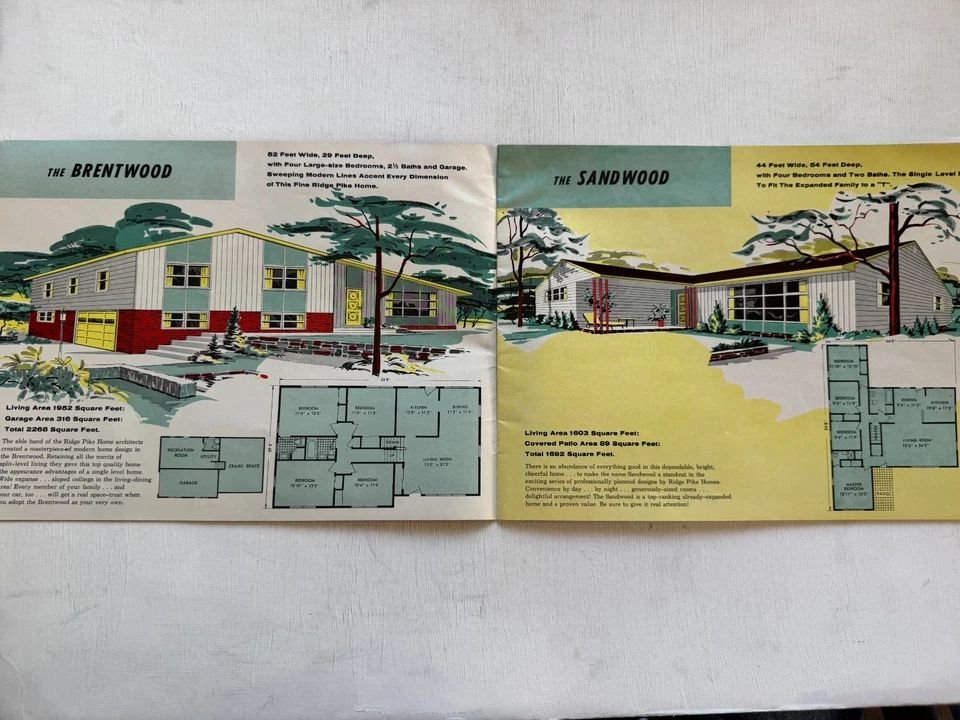 THE BRENTWOOD
52 Feet Wide, 29 Feet Deep,
with Four Large-size Bedrooms, 2½ Baths and Garage.
Sweeping Modern Lines Accent Every Dimension
of This Fine Ridge Pike Home.
Living Area 1952 Square Feet:
Garage Area 316 Square Feet:
Total 2268 Square Feet.
The able hand of the Ridge Pike Home architects
created a masterpiece of modern home design in
the Brentwood. Retaining all the merits of
split-level living they gave this top quality home
the appearance advantages of a single level home.
Wide expanse . . . sloped ceilings in the living-dining
area! Every member of your family . . . and
your car, too . . . will get a real space-treat when
you adopt the Brentwood as your very own.
RECREATION
ROOM
UTILITY
CRAWL SPACE
GARAGE
BEDROOM
BEDROOM
KITCHEN
DINING
DOWN
LIVING ROOM
BEDROOM
BEDROOM
THE SANDWOOD
44 Feet Wide, 54 Feet Deep,
with Four Bedrooms and Two Baths. The Single Level
To Fit The Expanded Family to a "T".
Living Area 1603 Square Feet:
Covered Patio Area 89 Square Feet:
Total 1692 Square Feet.
There is an abundance of everything good in this dependable, bright,
cheerful home . . . to make the name Sandwood a standout in the
exciting series of professionally planned designs by Ridge Pike Homes.
Convenience by day . . . by night . . . generously-sized rooms . . .
delightful arrangement! The Sandwood is a top-ranking already-expanded
home and a proven value. Be sure to give it real attention!
BEDROOM
BEDROOM
DINING
KITCHEN
BEDROOM
LIVING ROOM
MASTER
BEDROOM
PATIO